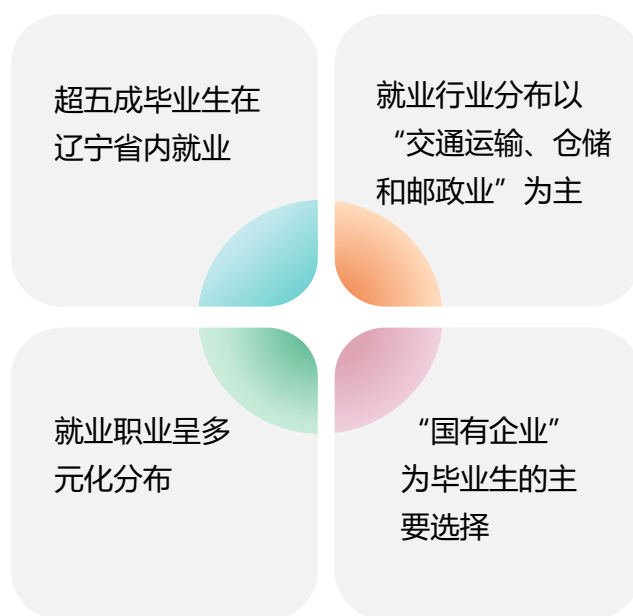 超五成毕业生在
辽宁省内就业
就业行业分布以
“交通运输、仓储
和邮政业”为主
就业职业呈多
元化分布
“国有企业”
为毕业生的主
要选择